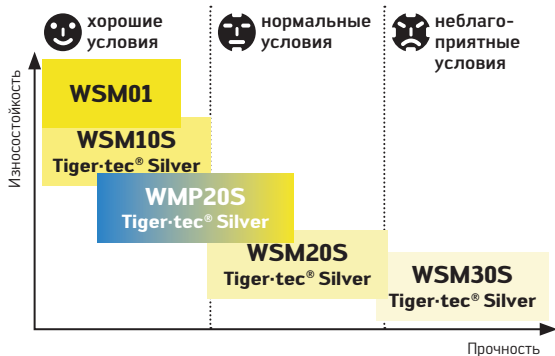 хорошие
условия
нормальные
условия
неблаго-
приятные
условия
Износостойкость
WSM01
WSM10S
Tiger·tec® Silver
WMP20S
Tiger·tec® Silver
WSM20S
Tiger·tec® Silver
WSM30S
Tiger·tec® Silver
Прочность